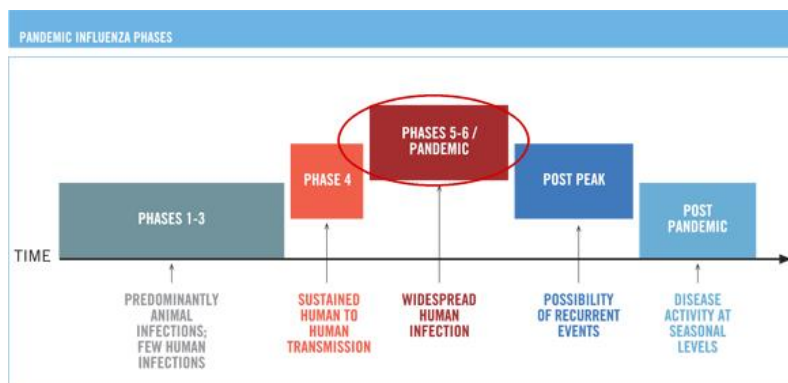 PANDEMIC INFLUENZA PHASES
PHASES 5-6 /
PANDEMIC
PHASE 4
POST PEAK
PHASES 1-3
POST
PANDEMIC
TIME
PREDOMINANTLY
ANIMAL
INFECTIONS;
FEW HUMAN
INFECTIONS
SUSTAINED
HUMAN TO
HUMAN
TRANSMISSION
WIDESPREAD
HUMAN
INFECTION
POSSIBILITY
OF RECURRENT
EVENTS
DISEASE
ACTIVITY AT
SEASONAL
LEVELS